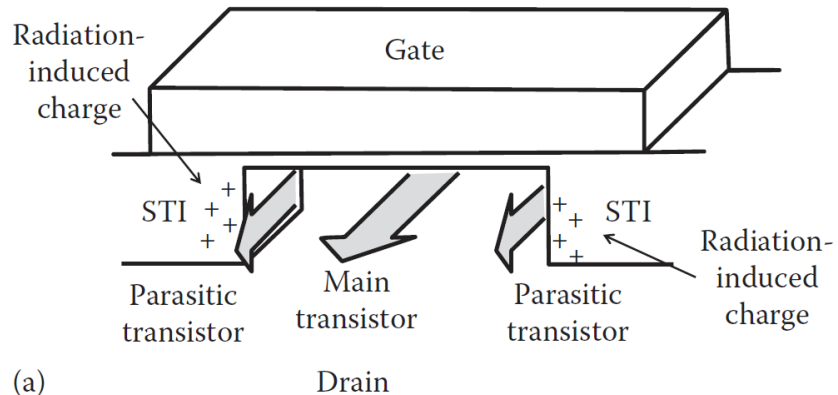 Radiation-
induced
charge
Gate
STI
+
+
+
+
+
+
+
+
STI
Radiation-
induced
charge
Parasitic
transistor
Main
transistor
Parasitic
transistor
(a)
Drain